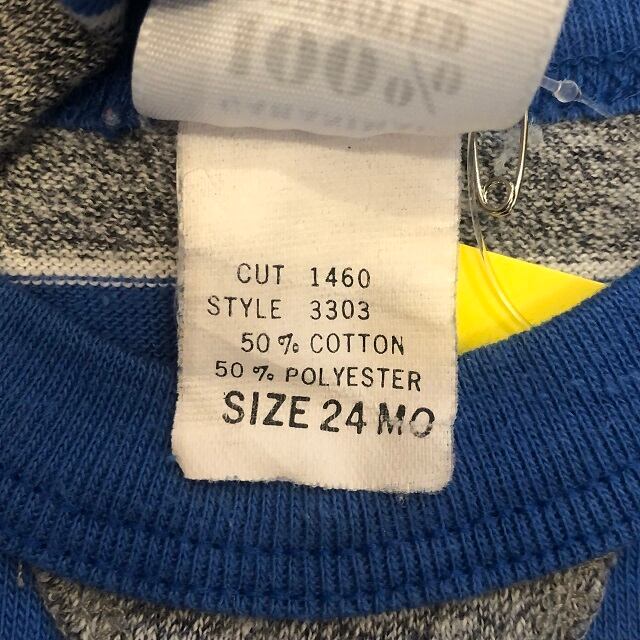 100%
CUT 1460
STYLE 3303
50% COTTON
50% POLYESTER
SIZE 24 MO